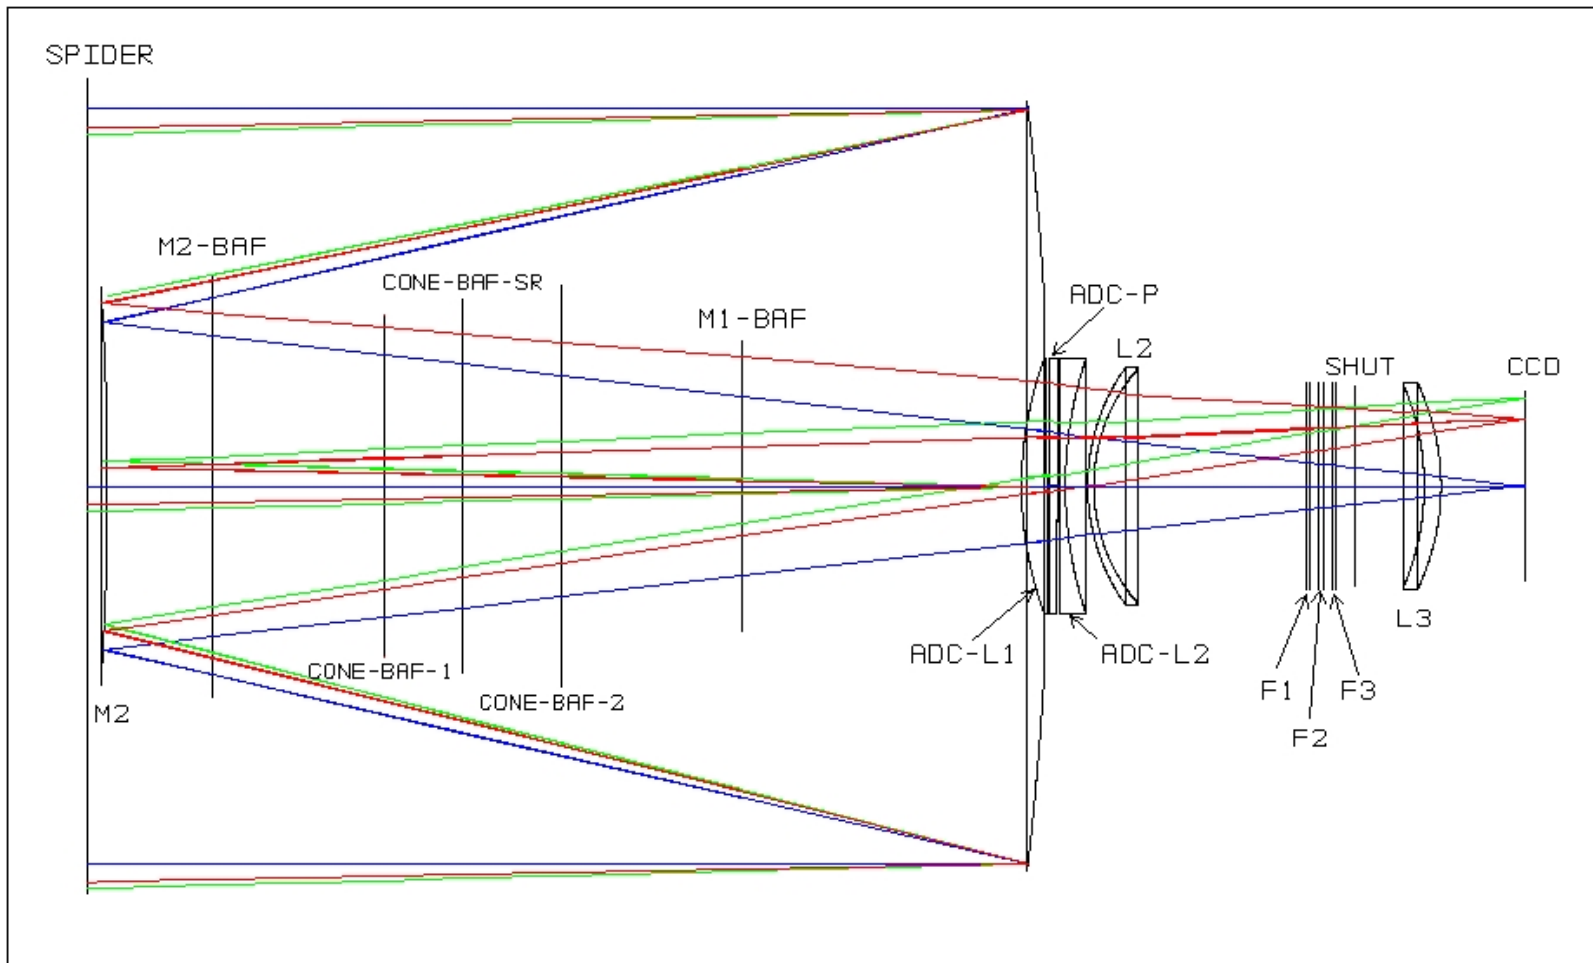 SPIDER
M2-BAF
CONE-BAF-SR
ADC-P
M1-BAF
L2
SHUT
CCD
L3
ADC-L1
ADC-L2
CONE-BAF-1
F1
F3
CONE-BAF-2
M2
F2